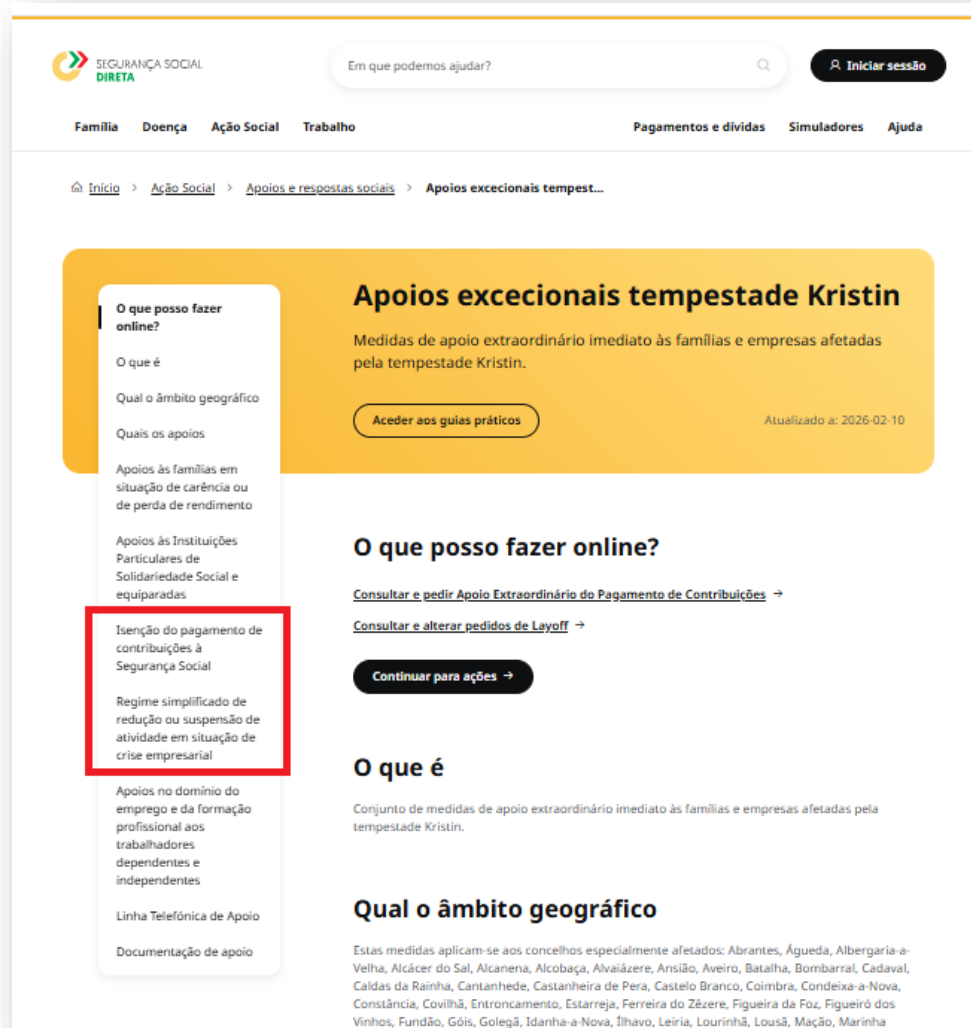 SEGURANÇA SOCIAL
DIRETA
Em que podemos ajudar?
Iniciar sessão
Família Doença Ação Social Trabalho Pagamentos e dívidas Simuladores Ajuda
Início > Ação Social > Apoios e respostas sociais > Apoios excecionais tempest...
O que posso fazer
online?
O que é
Qual o âmbito geográfico
Quais os apoios
Apoios às famílias em
situação de carência ou
de perda de rendimento
Apoios às Instituições
Particulares de
Solidariedade Social e
equiparadas
Isenção do pagamento de
contribuições à
Segurança Social
Regime simplificado de
redução ou suspensão de
atividade em situação de
crise empresarial
Apoios no domínio do
emprego e da formação
profissional aos
trabalhadores
dependentes e
independentes
Linha Telefónica de Apoio
Documentação de apoio
Apoios excecionais tempestade Kristin
Medidas de apoio extraordinário imediato às famílias e empresas afetadas
pela tempestade Kristin.
Aceder aos guias práticos
Atualizado a: 2026-02-10
O que posso fazer online?
Consultar e pedir Apoio Extraordinário do Pagamento de Contribuições →
Consultar e alterar pedidos de Layoff →
Continuar para ações →
O que é
Conjunto de medidas de apoio extraordinário imediato às famílias e empresas afetadas pela
tempestade Kristin.
Qual o âmbito geográfico
Estas medidas aplicam-se aos concelhos especialmente afetados: Abrantes, Águeda, Albergaria-a-
Velha, Alcácer do Sal, Alcanena, Alcobaça, Alvaiázere, Ansião, Aveiro, Batalha, Bombarral, Cadaval,
Caldas da Rainha, Cantanhede, Castanheira de Pera, Castelo Branco, Coimbra, Condeixa-a-Nova,
Constância, Covilhã, Entroncamento, Estarreja, Ferreira do Zêzere, Figueira da Foz, Figueiró dos
Vinhos, Fundão, Góis, Golegã, Idanha-a-Nova, Ílhavo, Leiria, Lourinhã, Lousã, Mação, Marinha